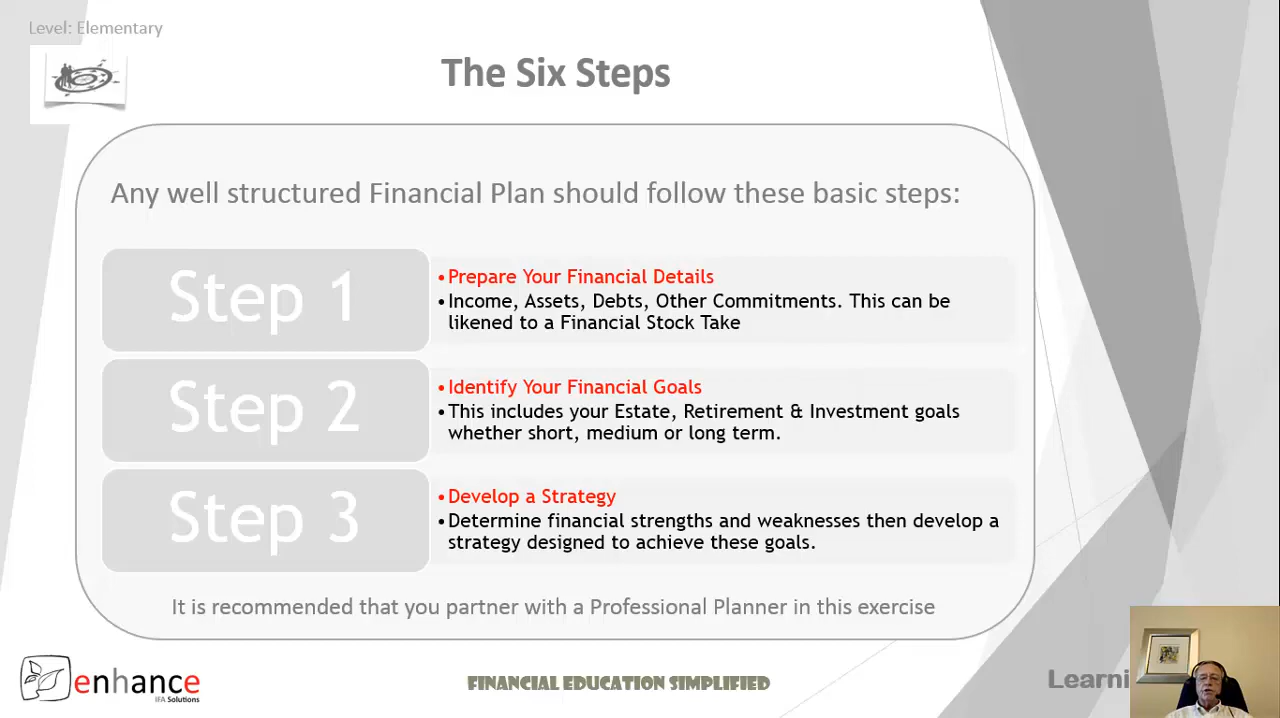 Level: Elementary
The Six Steps
Any well structured Financial Plan should follow these basic steps:
Step 1
•Prepare Your Financial Details
•Income, Assets, Debts, Other Commitments. This can be
likened to a Financial Stock Take
Step 2
•Identify Your Financial Goals
•This includes your Estate, Retirement & Investment goals
whether short, medium or long term.
Step 3
•Develop a Strategy
•Determine financial strengths and weaknesses then develop a
strategy designed to achieve these goals.
It is recommended that you partner with a Professional Planner in this exercise
enhance
IFA Solutions
FINANCIAL EDUCATION SIMPLIFIED
Learni